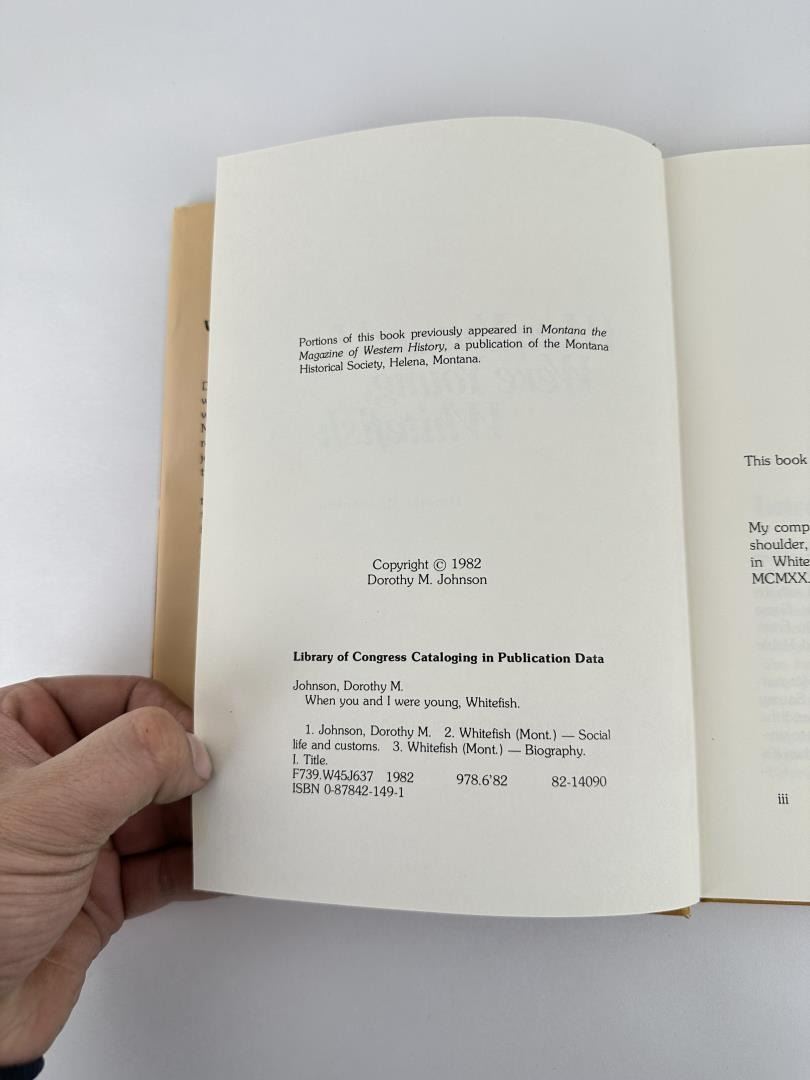 Portions of this book previously appeared in Montana the
Magazine of Western History, a publication of the Montana
Historical Society, Helena, Montana.
Copyright © 1982
Dorothy M. Johnson
Library of Congress Cataloging in Publication Data
Johnson, Dorothy M.
When you and I were young, Whitefish.
1. Johnson, Dorothy M. 2. Whitefish (Mont.) — Social
life and customs. 3. Whitefish (Mont.) — Biography.
I. Title.
F739.W45J637 1982 978.6'82 82-14090
ISBN 0-87842-149-1
This book
My comp
shoulder,
in White
MCMXX.
iii